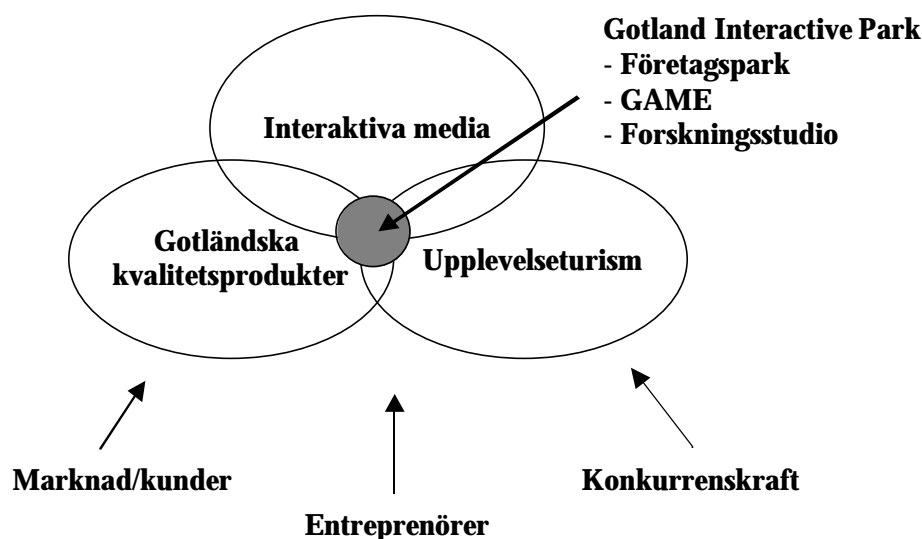 Gotland Interactive Park
- Företagspark
- GAME
- Forskningsstudio
Interaktiva media
Gotländska
kvalitetsprodukter
Upplevelseturism
Marknad/kunder
Konkurrenskraft
Entreprenörer